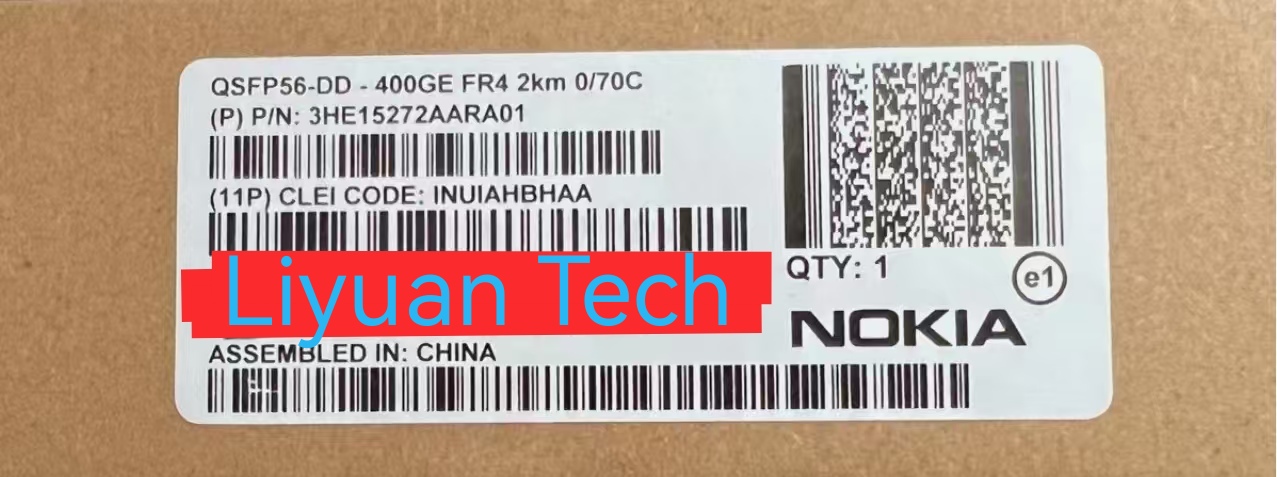 QSFP56-DD - 400GE FR4 2km 0/70C
(P) P/N: 3HE15272AARA01
(11P) CLEI CODE: INUIAHBHAA
Liyuan Tech
ASSEMBLED IN: CHINA
QTY: 1
e1
NOKIA